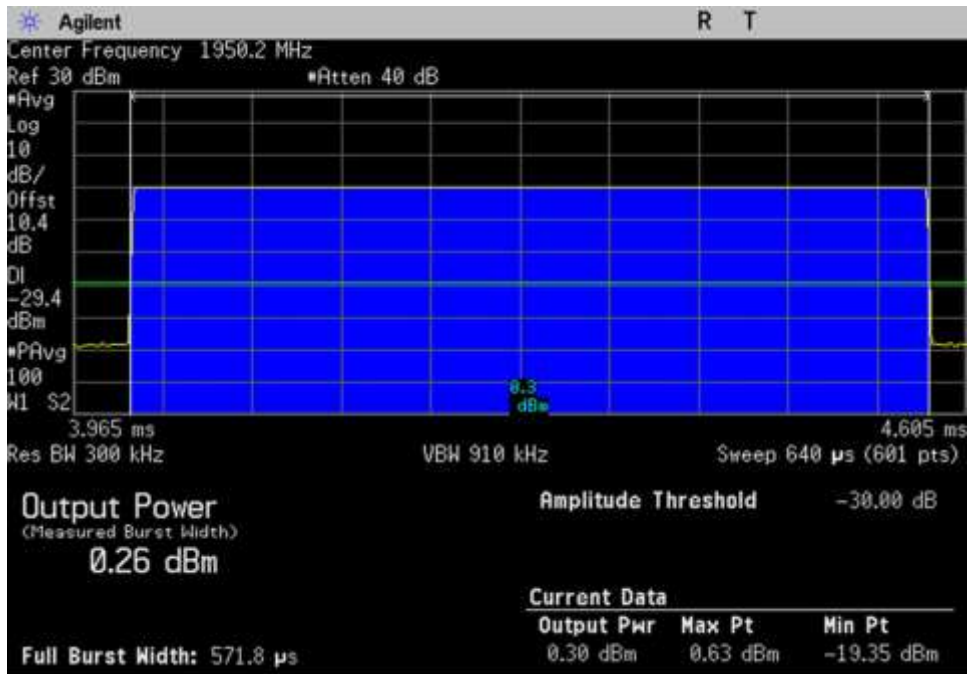 Agilent R T
Center Frequency 1950.2 MHz
Ref 30 dBm *Atten 40 dB
*Avg
Log
10
dB/
Offst
10.4
dB
DI
-29.4
dBm
*PAvg
100
W1 S2
0.3
dBm
3.965 ms 4.605 ms
Res BW 300 kHz VBW 910 kHz Sweep 640 µs (601 pts)
Output Power Amplitude Threshold -30.00 dB
(Measured Burst Width)
0.26 dBm
Current Data
Output Pwr Max Pt Min Pt
Full Burst Width: 571.8 µs 0.30 dBm 0.63 dBm -19.35 dBm